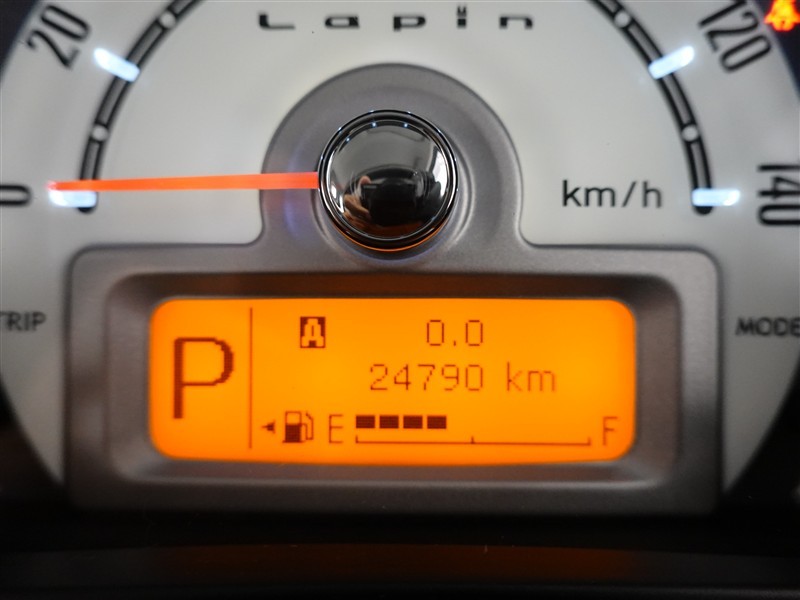 Lapin
20
120
0
km/h
140
TRIP
MODE
A 0.0
P
24790 km
E F